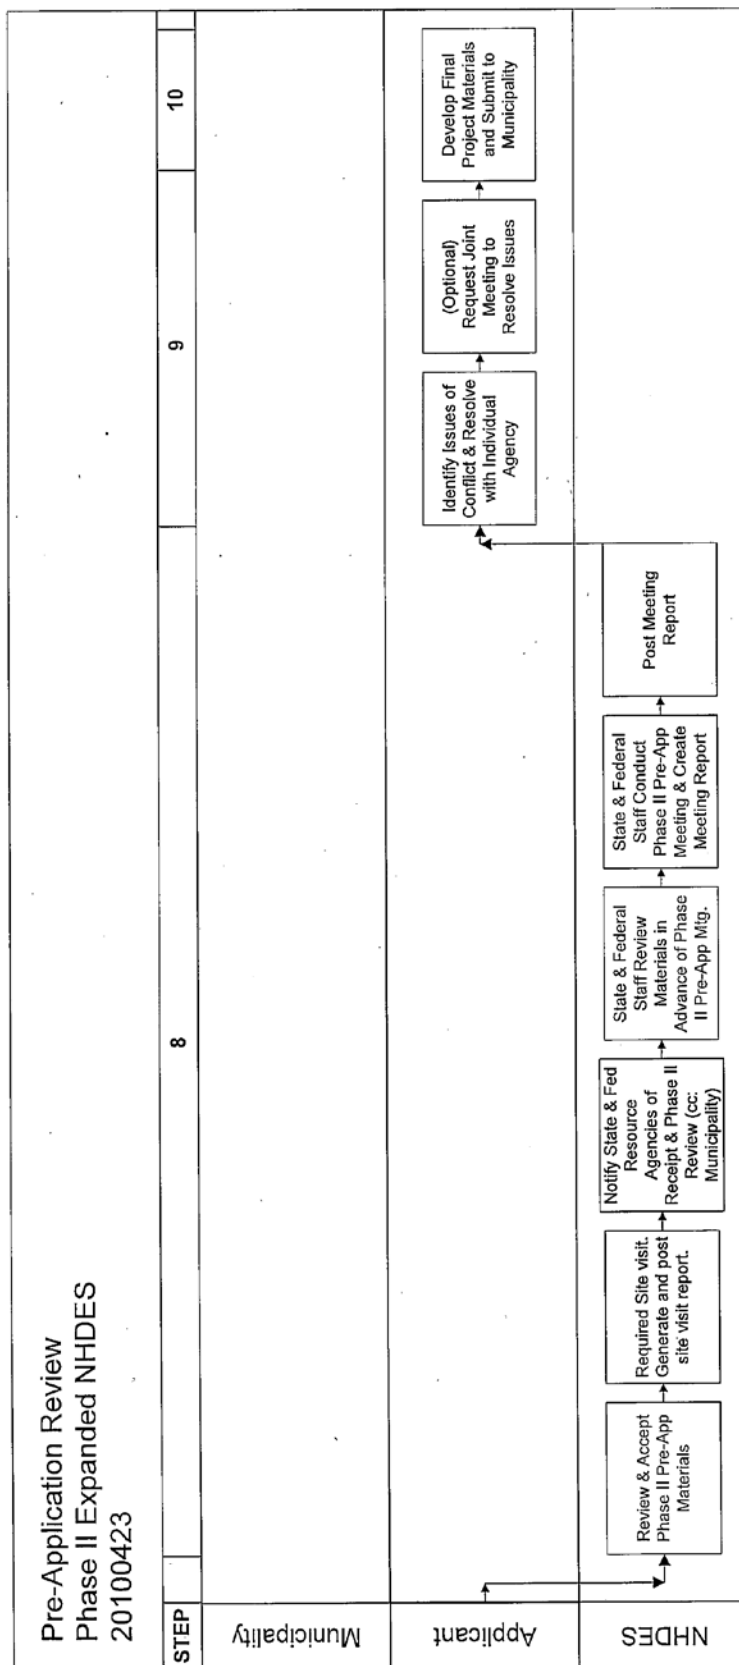 Pre-Application Review
Phase II Expanded NHDES
20100423
STEP
8
9
10
Municipality
Applicant
Identify Issues of
Conflict & Resolve
with Individual
Agency
(Optional)
Request Joint
Meeting to
Resolve Issues
Develop Final
Project Materials
and Submit to
Municipality
NHDES
Review & Accept
Phase II Pre-App
Materials
Required Site visit.
Generate and post
site visit report.
Notify State & Fed
Resource
Agencies of
Receipt & Phase II
Review (cc:
Municipality)
State & Federal
Staff Review
Materials in
Advance of Phase
II Pre-App Mtg.
State & Federal
Staff Conduct
Phase II Pre-App
Meeting & Create
Meeting Report
Post Meeting
Report